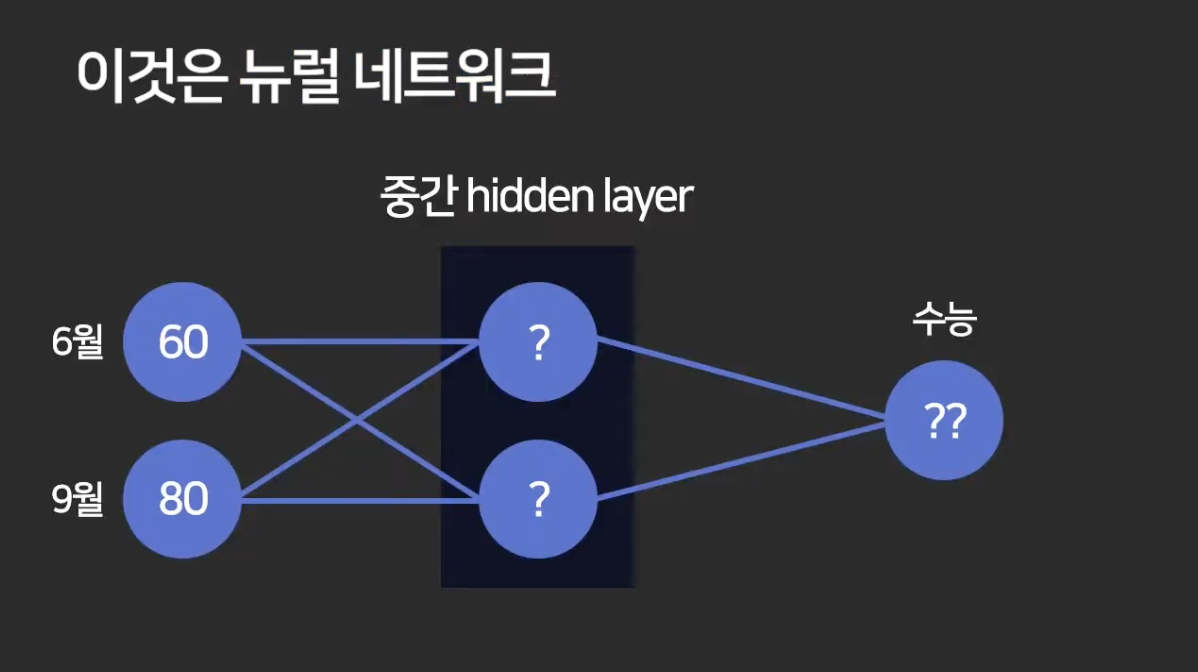 이것은 뉴럴 네트워크
중간 hidden layer
수능
6월 60 ?
??
9월 80 ?